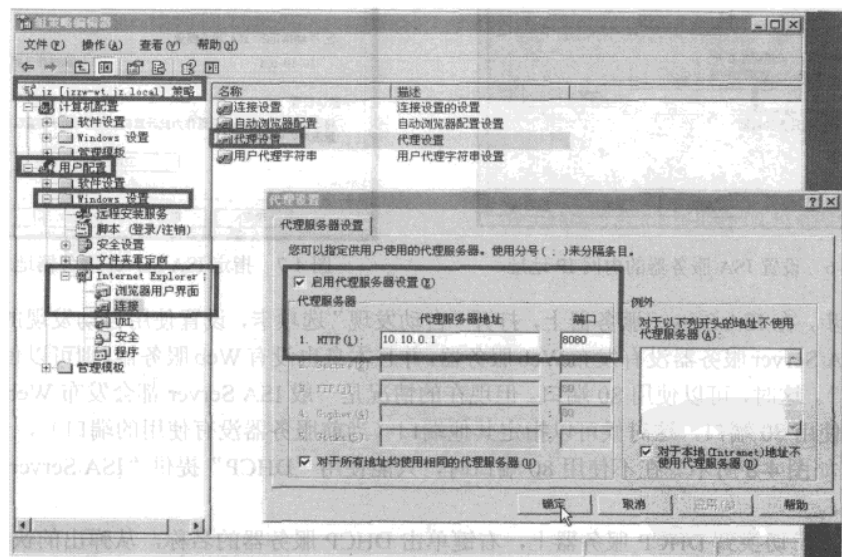 组策略编辑器
文件(F) 操作(A) 查看(V) 帮助(H)
jz [jzzw-wt.jz.local] 策略
计算机配置
软件设置
Windows 设置
管理模板
用户配置
软件设置
Windows 设置
远程安装服务
脚本 (登录/注销)
安全设置
文件夹重定向
Internet Explorer
浏览器用户界面
连接
URL
安全
程序
管理模板
名称 描述
连接设置 连接设置的设置
自动浏览器配置 自动浏览器配置设置
代理设置 代理设置
用户代理字符串 用户代理字符串设置
代理设置
代理服务器设置
您可以指定供用户使用的代理服务器。使用分号( ; )来分隔条目。
启用代理服务器设置(E)
代理服务器
代理服务器地址 端口
1. HTTP(I): 10.10.0.1 : 8080
3. FTP(F): : 80
4. Gopher(G) : 80
5. Socks(C):
对于所有地址均使用相同的代理服务器(U)
例外
对于以下列开头的地址不使用
代理服务器(A):
对于本地(Intranet)地址不
使用代理服务器(D)
确定 取消 应用(A) 帮助